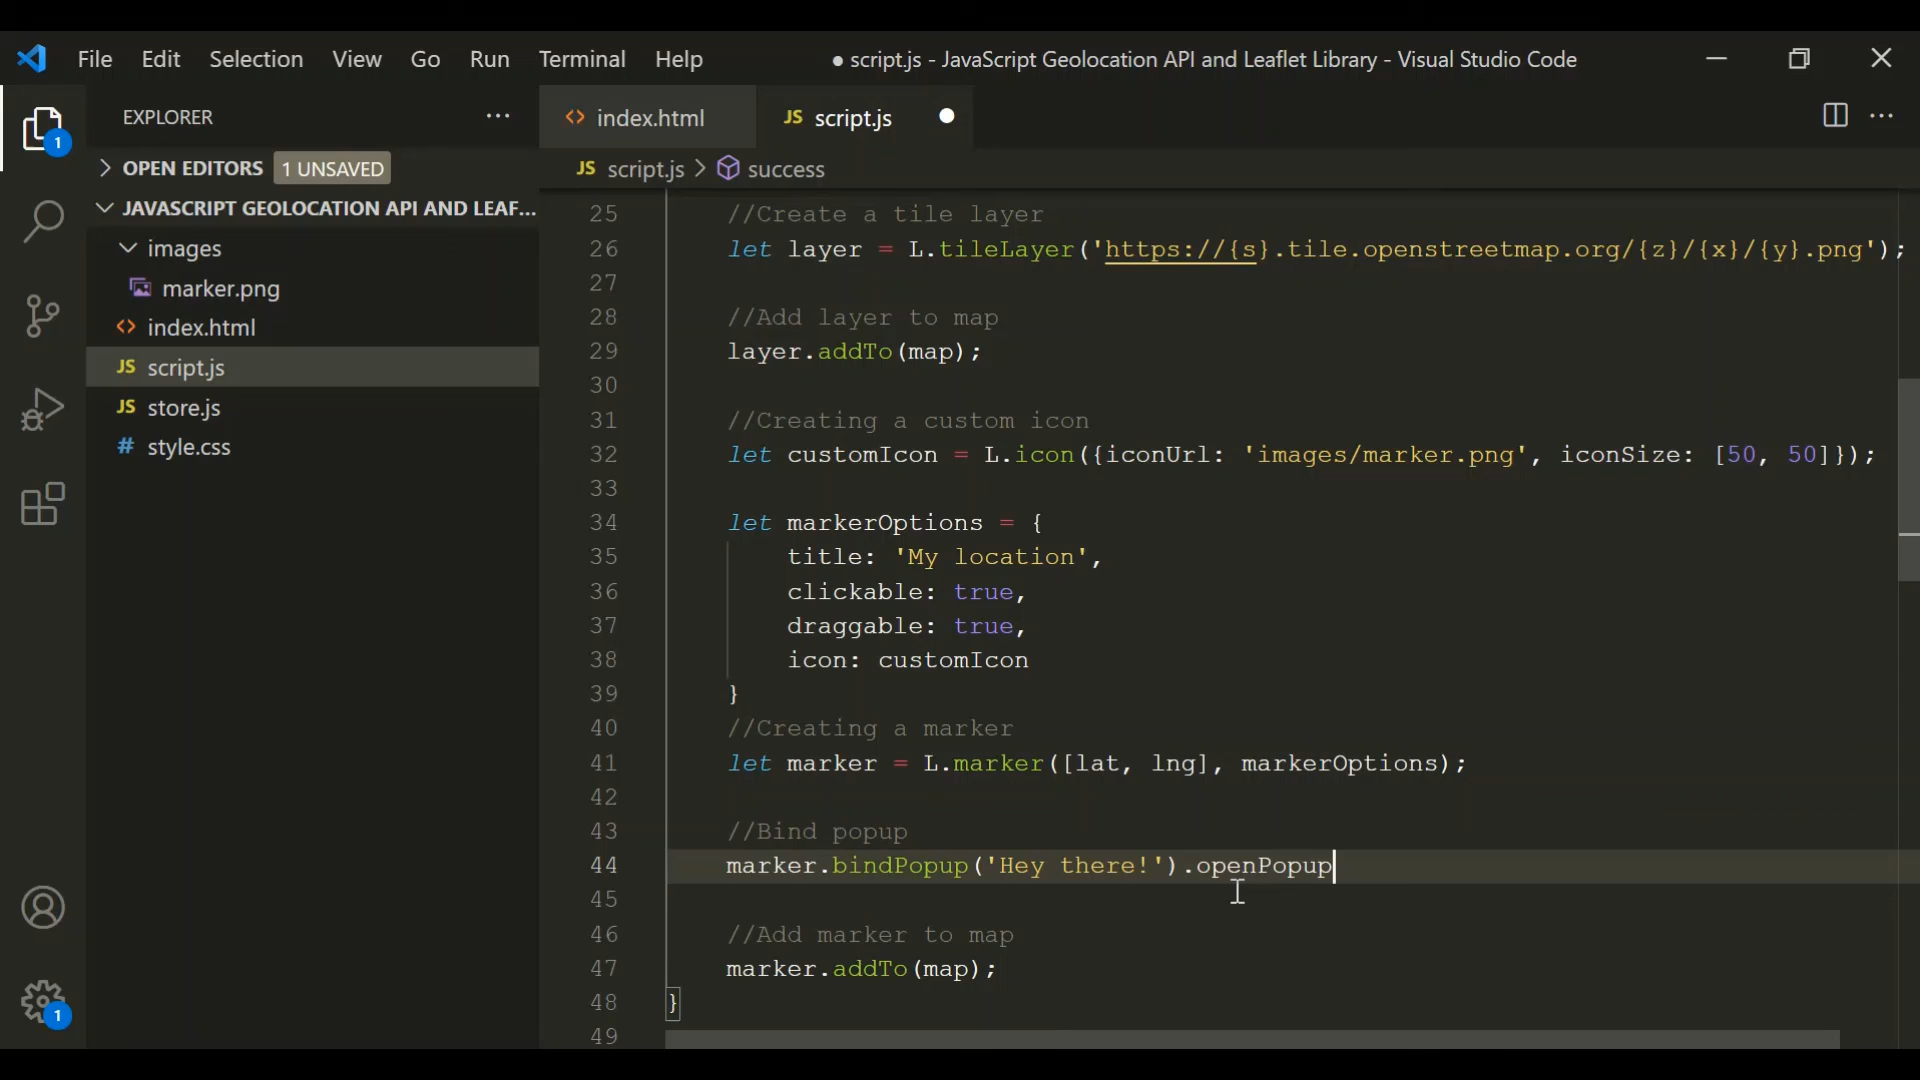 File Edit Selection View Go Run Terminal Help ● script.js - JavaScript Geolocation API and Leaflet Library - Visual Studio Code
EXPLORER
1
OPEN EDITORS 1 UNSAVED
JAVASCRIPT GEOLOCATION API AND LEAF...
images
marker.png
index.html
JS script.js
JS store.js
# style.css
1
<> index.html JS script.js
JS script.js > success
25 //Create a tile layer
26 let layer = L.tileLayer('https://{s}.tile.openstreetmap.org/{z}/{x}/{y}.png');
27
28 //Add layer to map
29 layer.addTo(map);
30
31 //Creating a custom icon
32 let customIcon = L.icon({iconUrl: 'images/marker.png', iconSize: [50, 50]});
33
34 let markerOptions = {
35 title: 'My location',
36 clickable: true,
37 draggable: true,
38 icon: customIcon
39 }
40 //Creating a marker
41 let marker = L.marker([lat, lng], markerOptions);
42
43 //Bind popup
44 marker.bindPopup('Hey there!').openPopup
45
46 //Add marker to map
47 marker.addTo(map);
48 }
49